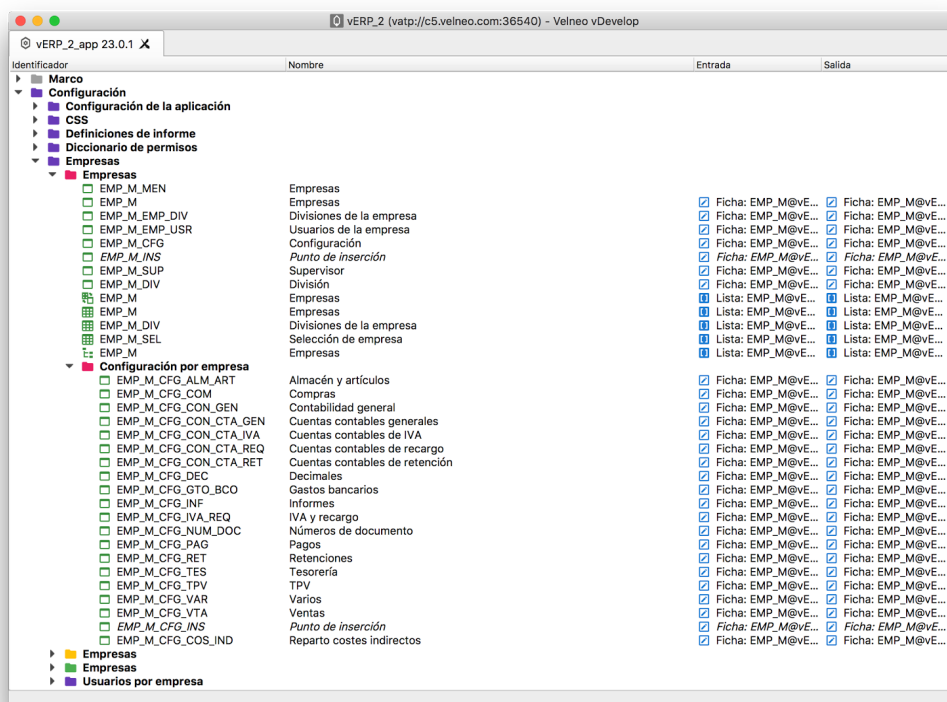 vERP_2 (vatp://c5.velneo.com:36540) - Velneo vDevelop
vERP_2_app 23.0.1
Identificador Nombre Entrada Salida
Marco
Configuración
Configuración de la aplicación
CSS
Definiciones de informe
Diccionario de permisos
Empresas
Empresas
EMP_M_MEN Empresas
EMP_M Empresas Ficha: EMP_M@vE... Ficha: EMP_M@vE...
EMP_M_EMP_DIV Divisiones de la empresa Ficha: EMP_M@vE... Ficha: EMP_M@vE...
EMP_M_EMP_USR Usuarios de la empresa Ficha: EMP_M@vE... Ficha: EMP_M@vE...
EMP_M_CFG Configuración Ficha: EMP_M@vE... Ficha: EMP_M@vE...
EMP_M_INS Punto de inserción Ficha: EMP_M@vE... Ficha: EMP_M@vE...
EMP_M_SUP Supervisor Ficha: EMP_M@vE... Ficha: EMP_M@vE...
EMP_M_DIV División Ficha: EMP_M@vE... Ficha: EMP_M@vE...
EMP_M Empresas Lista: EMP_M@vE... Lista: EMP_M@vE...
EMP_M Empresas Lista: EMP_M@vE... Lista: EMP_M@vE...
EMP_M_DIV Divisiones de la empresa Lista: EMP_M@vE... Lista: EMP_M@vE...
EMP_M_SEL Selección de empresa Lista: EMP_M@vE... Lista: EMP_M@vE...
EMP_M Empresas Lista: EMP_M@vE... Lista: EMP_M@vE...
Configuración por empresa
EMP_M_CFG_ALM_ART Almacén y artículos Ficha: EMP_M@vE... Ficha: EMP_M@vE...
EMP_M_CFG_COM Compras Ficha: EMP_M@vE... Ficha: EMP_M@vE...
EMP_M_CFG_CON_GEN Contabilidad general Ficha: EMP_M@vE... Ficha: EMP_M@vE...
EMP_M_CFG_CON_CTA_GEN Cuentas contables generales Ficha: EMP_M@vE... Ficha: EMP_M@vE...
EMP_M_CFG_CON_CTA_IVA Cuentas contables de IVA Ficha: EMP_M@vE... Ficha: EMP_M@vE...
EMP_M_CFG_CON_CTA_REQ Cuentas contables de recargo Ficha: EMP_M@vE... Ficha: EMP_M@vE...
EMP_M_CFG_CON_CTA_RET Cuentas contables de retención Ficha: EMP_M@vE... Ficha: EMP_M@vE...
EMP_M_CFG_DEC Decimales Ficha: EMP_M@vE... Ficha: EMP_M@vE...
EMP_M_CFG_GTO_BCO Gastos bancarios Ficha: EMP_M@vE... Ficha: EMP_M@vE...
EMP_M_CFG_INF Informes Ficha: EMP_M@vE... Ficha: EMP_M@vE...
EMP_M_CFG_IVA_REQ IVA y recargo Ficha: EMP_M@vE... Ficha: EMP_M@vE...
EMP_M_CFG_NUM_DOC Números de documento Ficha: EMP_M@vE... Ficha: EMP_M@vE...
EMP_M_CFG_PAG Pagos Ficha: EMP_M@vE... Ficha: EMP_M@vE...
EMP_M_CFG_RET Retenciones Ficha: EMP_M@vE... Ficha: EMP_M@vE...
EMP_M_CFG_TES Tesorería Ficha: EMP_M@vE... Ficha: EMP_M@vE...
EMP_M_CFG_TPV TPV Ficha: EMP_M@vE... Ficha: EMP_M@vE...
EMP_M_CFG_VAR Varios Ficha: EMP_M@vE... Ficha: EMP_M@vE...
EMP_M_CFG_VTA Ventas Ficha: EMP_M@vE... Ficha: EMP_M@vE...
EMP_M_CFG_INS Punto de inserción Ficha: EMP_M@vE... Ficha: EMP_M@vE...
EMP_M_CFG_COS_IND Reparto costes indirectos Ficha: EMP_M@vE... Ficha: EMP_M@vE...
Empresas
Empresas
Usuarios por empresa